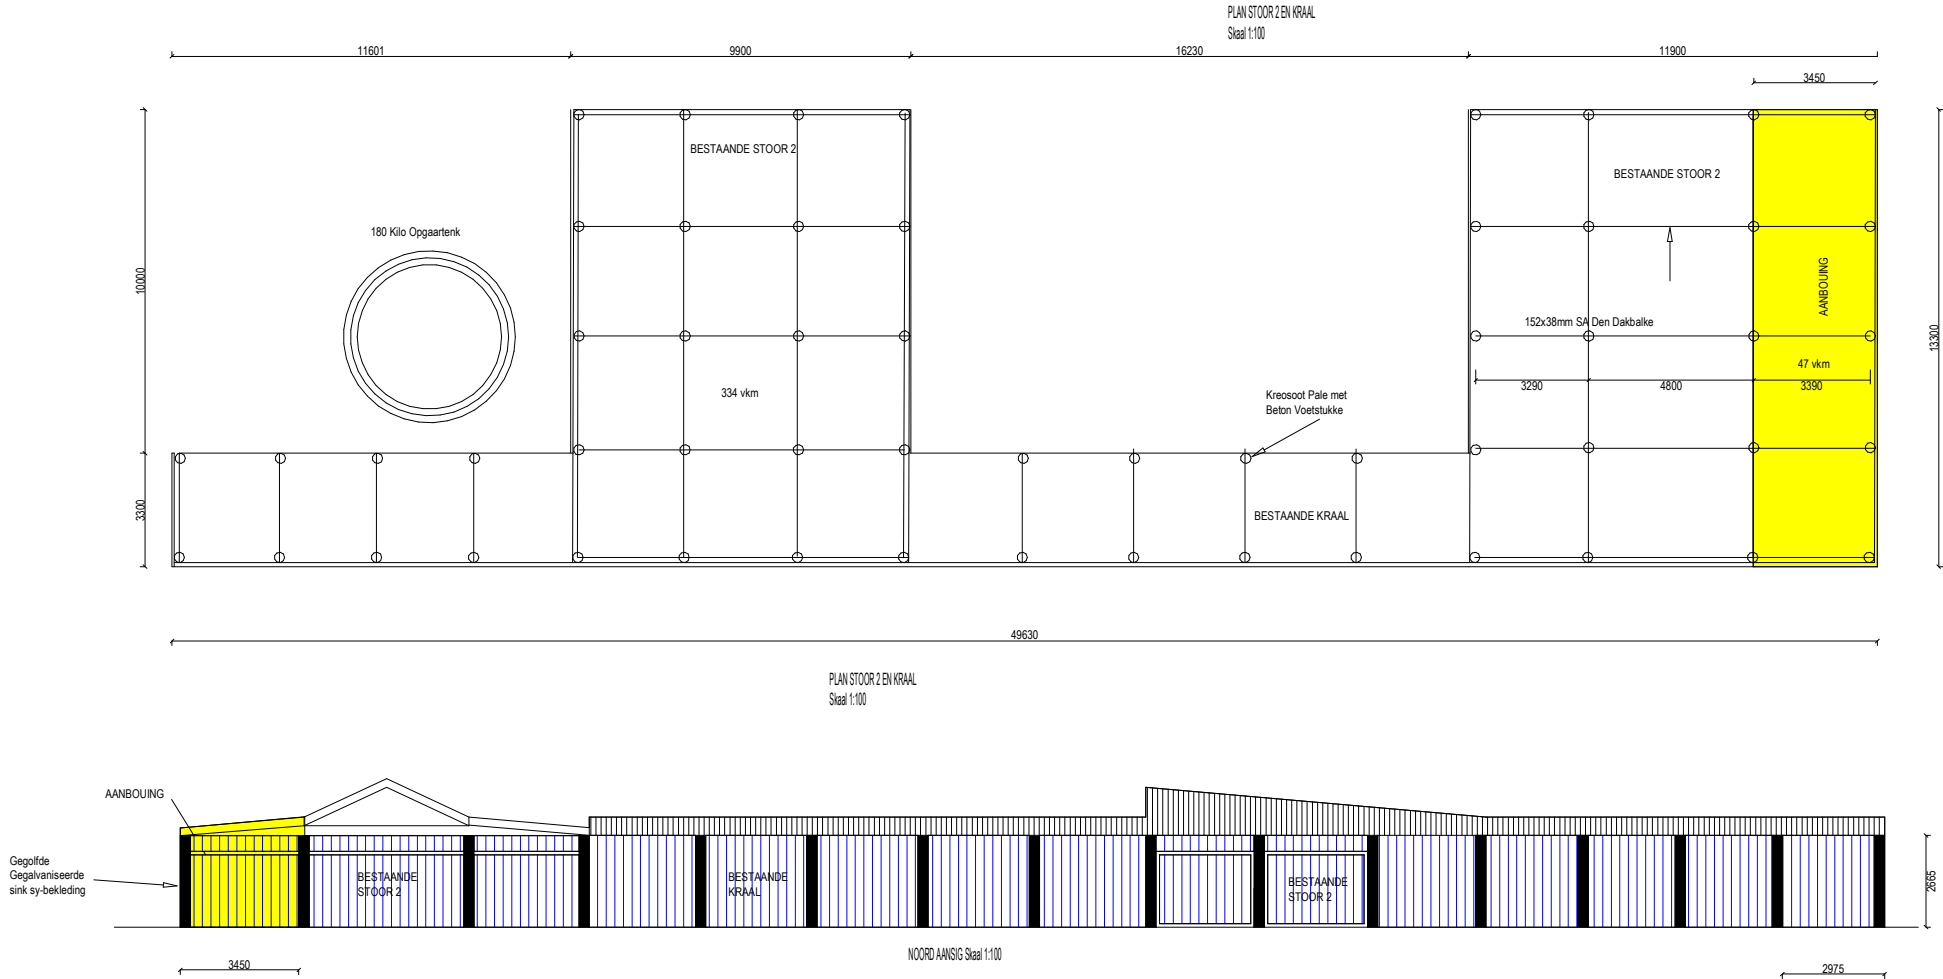 PLAN STOOR 2 EN KRAAL
Skaal 1:100
11601
9900
16230
11900
3450
BESTAANDE STOOR 2
BESTAANDE STOOR 2
180 Kilo Opgaartenk
10000
AANBOUING
13300
152x38mm SA Den Dakbalke
47 vkm
3290
4800
3390
334 vkm
Kreosoot Pale met
Beton Voetstukke
3300
BESTAANDE KRAAL
49630
PLAN STOOR 2 EN KRAAL
Skaal 1:100
AANBOUING
Gegolfde
Gegalvaniseerde
sink sy-bekleding
BESTAANDE
STOOR 2
BESTAANDE
KRAAL
BESTAANDE
STOOR 2
2665
NOORD AANSIG Skaal 1:100
3450
2975